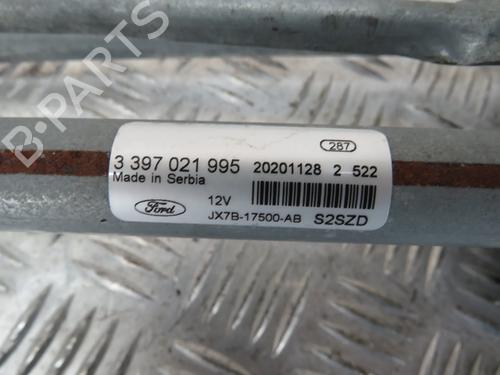 287
3 397 021 995 20201128 2 522
Made in Serbia
Ford 12V
JX7B-17500-AB S2SZD
B-PARTS